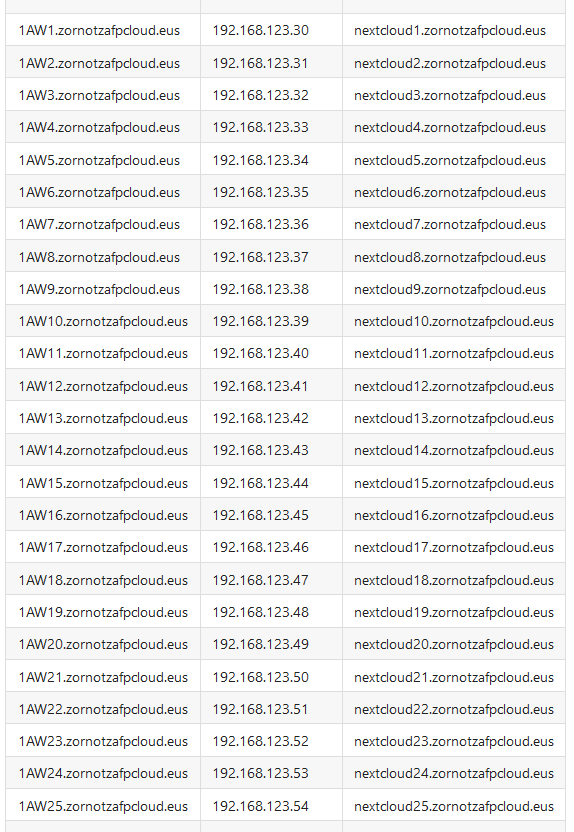 1AW1.zornotzafpcloud.eus 192.168.123.30 nextcloud1.zornotzafpcloud.eus
1AW2.zornotzafpcloud.eus 192.168.123.31 nextcloud2.zornotzafpcloud.eus
1AW3.zornotzafpcloud.eus 192.168.123.32 nextcloud3.zornotzafpcloud.eus
1AW4.zornotzafpcloud.eus 192.168.123.33 nextcloud4.zornotzafpcloud.eus
1AW5.zornotzafpcloud.eus 192.168.123.34 nextcloud5.zornotzafpcloud.eus
1AW6.zornotzafpcloud.eus 192.168.123.35 nextcloud6.zornotzafpcloud.eus
1AW7.zornotzafpcloud.eus 192.168.123.36 nextcloud7.zornotzafpcloud.eus
1AW8.zornotzafpcloud.eus 192.168.123.37 nextcloud8.zornotzafpcloud.eus
1AW9.zornotzafpcloud.eus 192.168.123.38 nextcloud9.zornotzafpcloud.eus
1AW10.zornotzafpcloud.eus 192.168.123.39 nextcloud10.zornotzafpcloud.eus
1AW11.zornotzafpcloud.eus 192.168.123.40 nextcloud11.zornotzafpcloud.eus
1AW12.zornotzafpcloud.eus 192.168.123.41 nextcloud12.zornotzafpcloud.eus
1AW13.zornotzafpcloud.eus 192.168.123.42 nextcloud13.zornotzafpcloud.eus
1AW14.zornotzafpcloud.eus 192.168.123.43 nextcloud14.zornotzafpcloud.eus
1AW15.zornotzafpcloud.eus 192.168.123.44 nextcloud15.zornotzafpcloud.eus
1AW16.zornotzafpcloud.eus 192.168.123.45 nextcloud16.zornotzafpcloud.eus
1AW17.zornotzafpcloud.eus 192.168.123.46 nextcloud17.zornotzafpcloud.eus
1AW18.zornotzafpcloud.eus 192.168.123.47 nextcloud18.zornotzafpcloud.eus
1AW19.zornotzafpcloud.eus 192.168.123.48 nextcloud19.zornotzafpcloud.eus
1AW20.zornotzafpcloud.eus 192.168.123.49 nextcloud20.zornotzafpcloud.eus
1AW21.zornotzafpcloud.eus 192.168.123.50 nextcloud21.zornotzafpcloud.eus
1AW22.zornotzafpcloud.eus 192.168.123.51 nextcloud22.zornotzafpcloud.eus
1AW23.zornotzafpcloud.eus 192.168.123.52 nextcloud23.zornotzafpcloud.eus
1AW24.zornotzafpcloud.eus 192.168.123.53 nextcloud24.zornotzafpcloud.eus
1AW25.zornotzafpcloud.eus 192.168.123.54 nextcloud25.zornotzafpcloud.eus